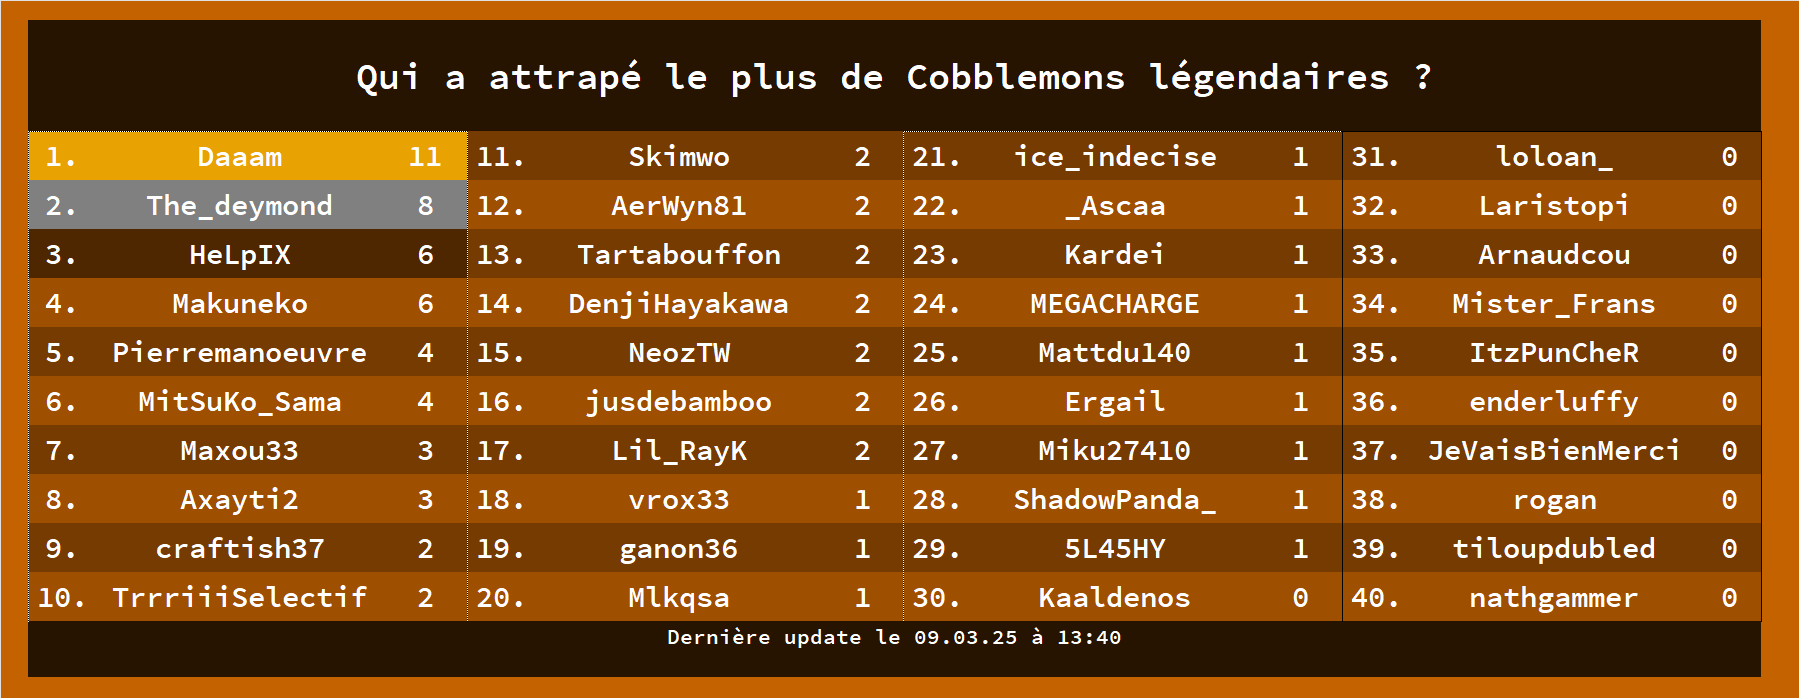 Qui a attrapé le plus de Cobblemons légendaires ?
1. Daaam 11
2. The_deymond 8
3. HeLpIX 6
4. Makuneko 6
5. Pierremanoeuvre 4
6. MitSuKo_Sama 4
7. Maxou33 3
8. Axayti2 3
9. craftish37 2
10. TrrriiiSelectif 2
11. Skimwo 2
12. AerWyn81 2
13. Tartabouffon 2
14. DenjiHayakawa 2
15. NeozTW 2
16. jusdebamboo 2
17. Lil_RayK 2
18. vrox33 1
19. ganon36 1
20. Mlkqsa 1
21. ice_indecise 1
22. _Ascaa 1
23. Kardei 1
24. MEGACHARGE 1
25. Mattdu140 1
26. Ergail 1
27. Miku27410 1
28. ShadowPanda_ 1
29. 5L45HY 1
30. Kaaldenos 0
31. loloan_ 0
32. Laristopi 0
33. Arnaudcou 0
34. Mister_Frans 0
35. ItzPunCheR 0
36. enderluffy 0
37. JeVaisBienMerci 0
38. rogan 0
39. tiloupdubled 0
40. nathgammer 0
Dernière update le 09.03.25 à 13:40